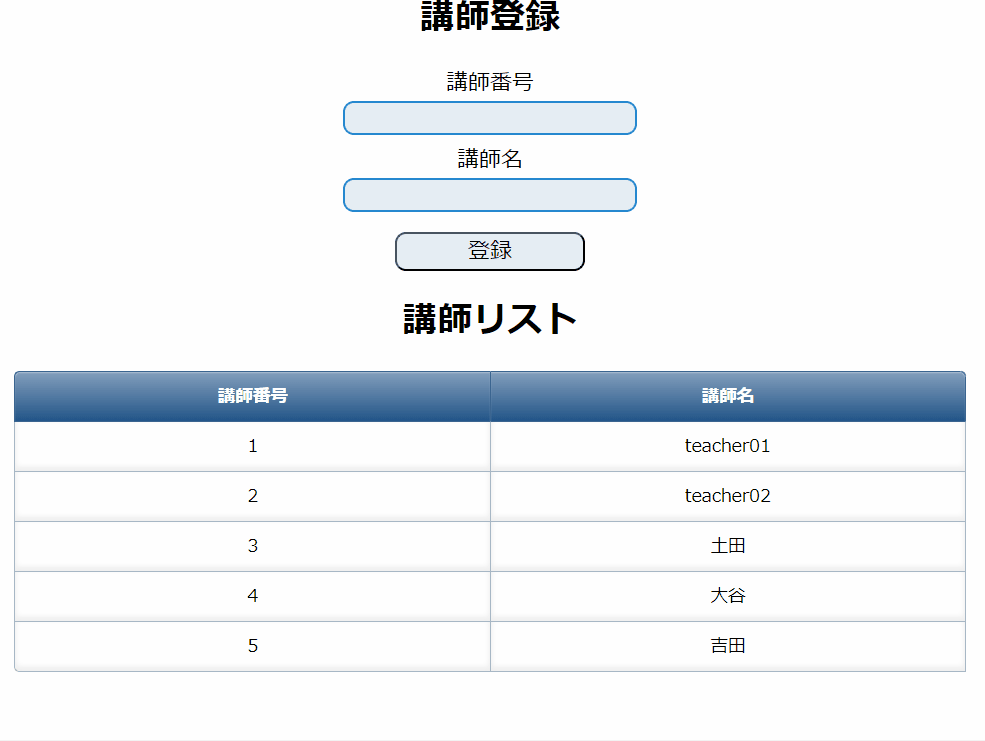 講師登録
講師番号
講師名
登録
講師リスト
講師番号 講師名
1 teacher01
2 teacher02
3 土田
4 大谷
5 吉田